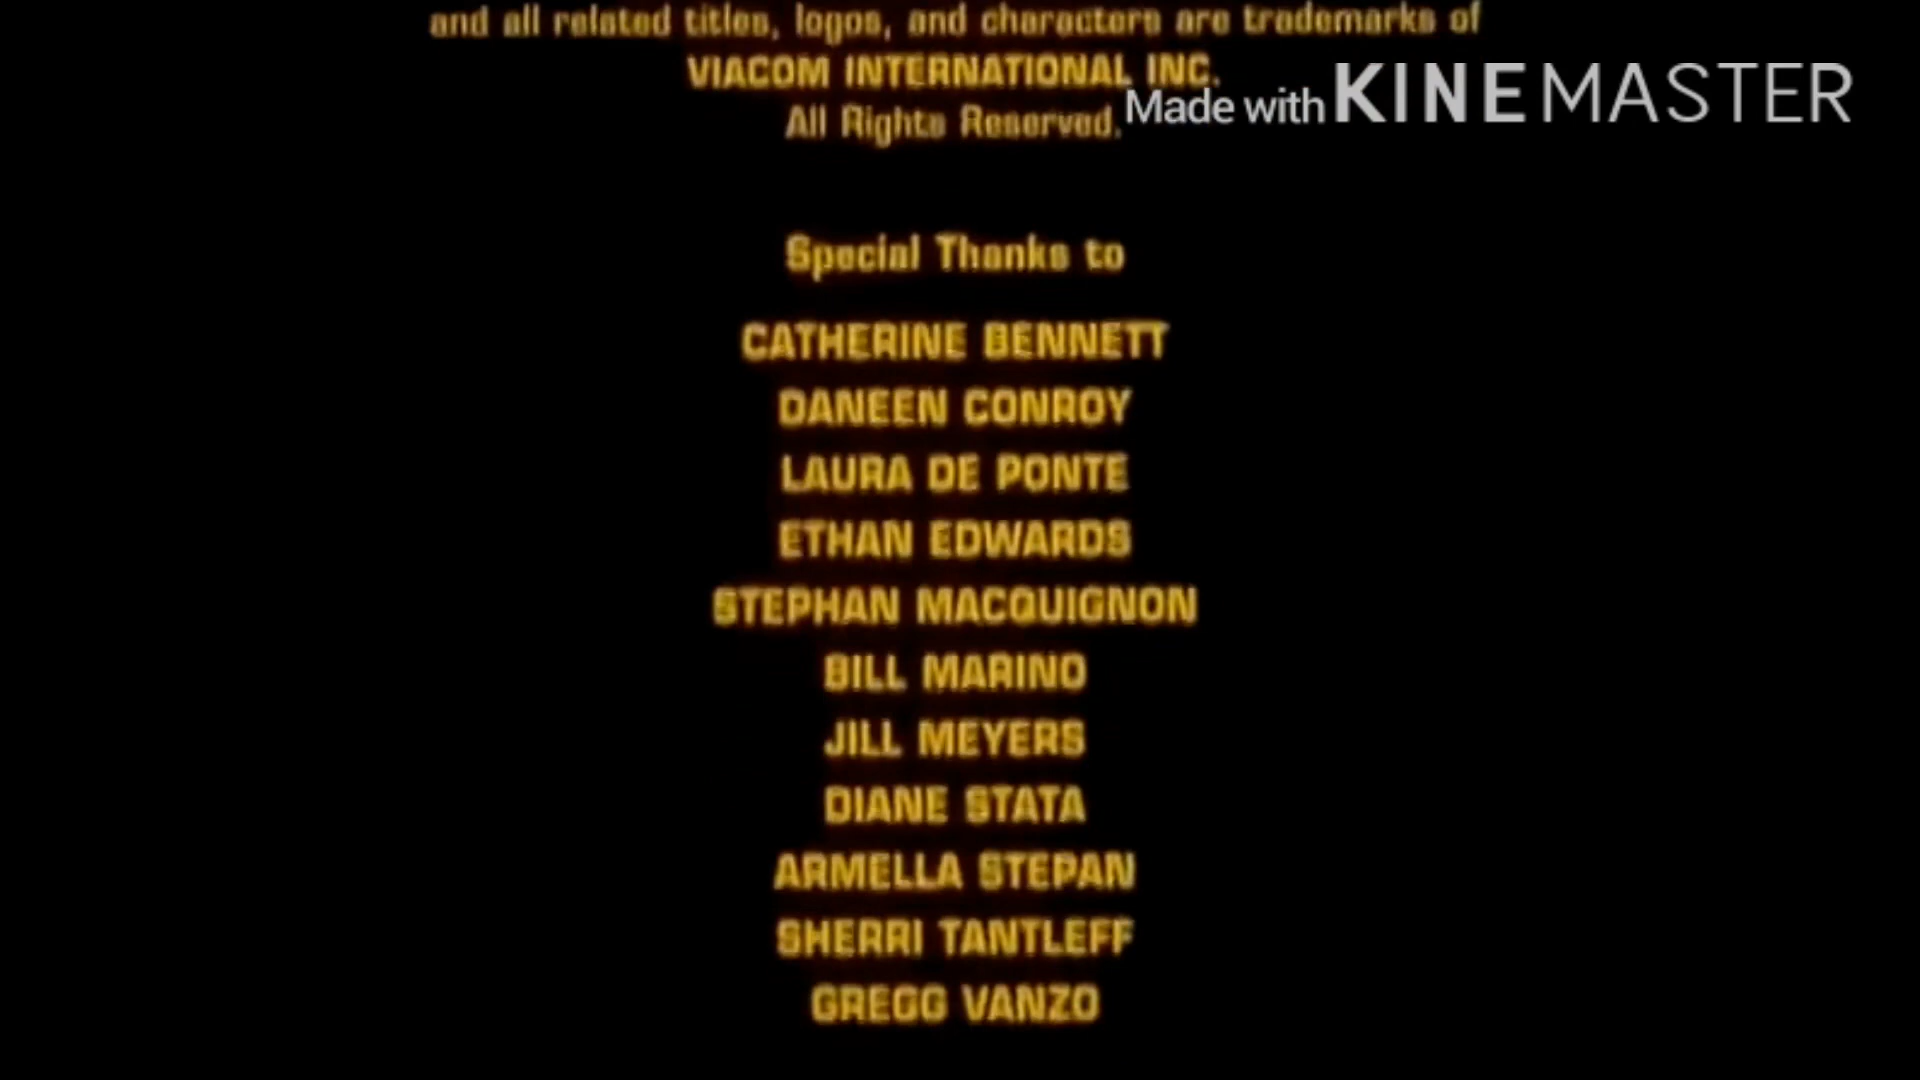 and all related titles, logos, and characters are trademarks of
VIACOM INTERNATIONAL INC.
All Rights Reserved.
Made with KINEMASTER
Special Thanks to
CATHERINE BENNETT
DANEEN CONROY
LAURA DE PONTE
ETHAN EDWARDS
STEPHAN MACQUIGNON
BILL MARINO
JILL MEYERS
DIANE STATA
ARMELLA STEPAN
SHERRI TANTLEFF
GREGG VANZO